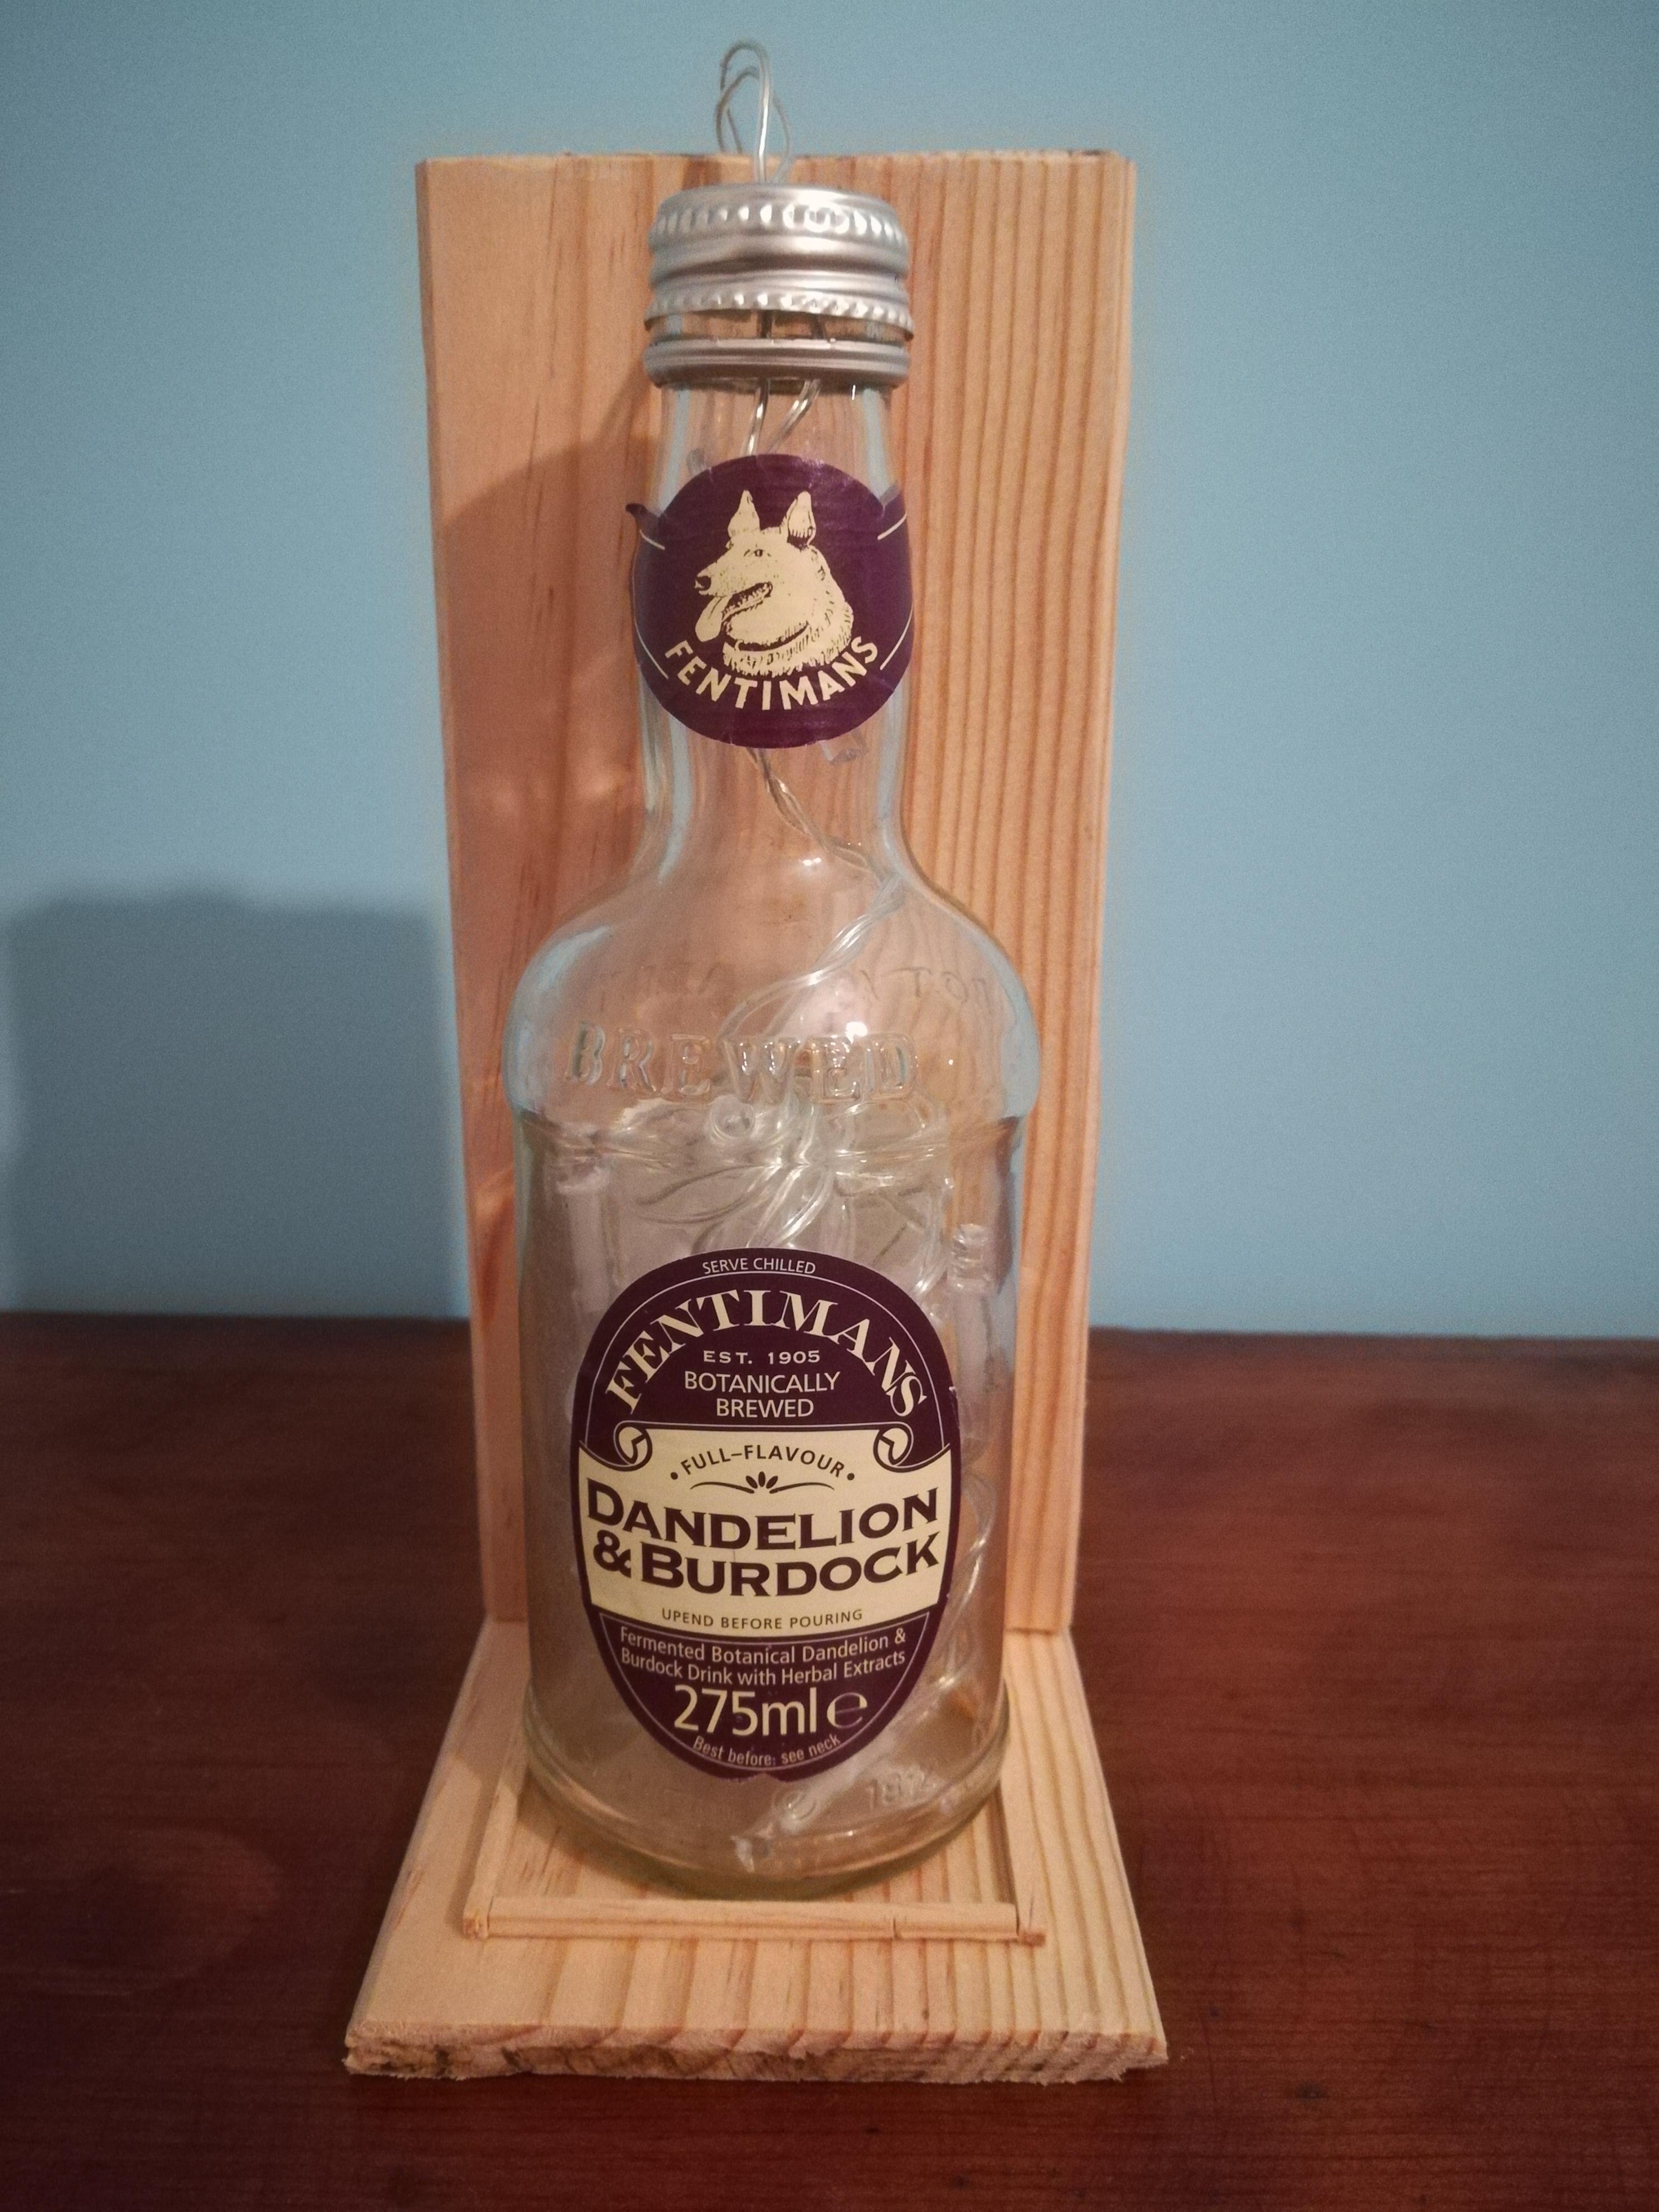 FENTIMANS
BREWED
SERVE CHILLED
FENTIMANS
EST. 1905
BOTANICALLY
BREWED
FULL-FLAVOUR
DANDELION
& BURDOCK
UPEND BEFORE POURING
Fermented Botanical Dandelion &
Burdock Drink with Herbal Extracts
275ml e
Best before: see neck